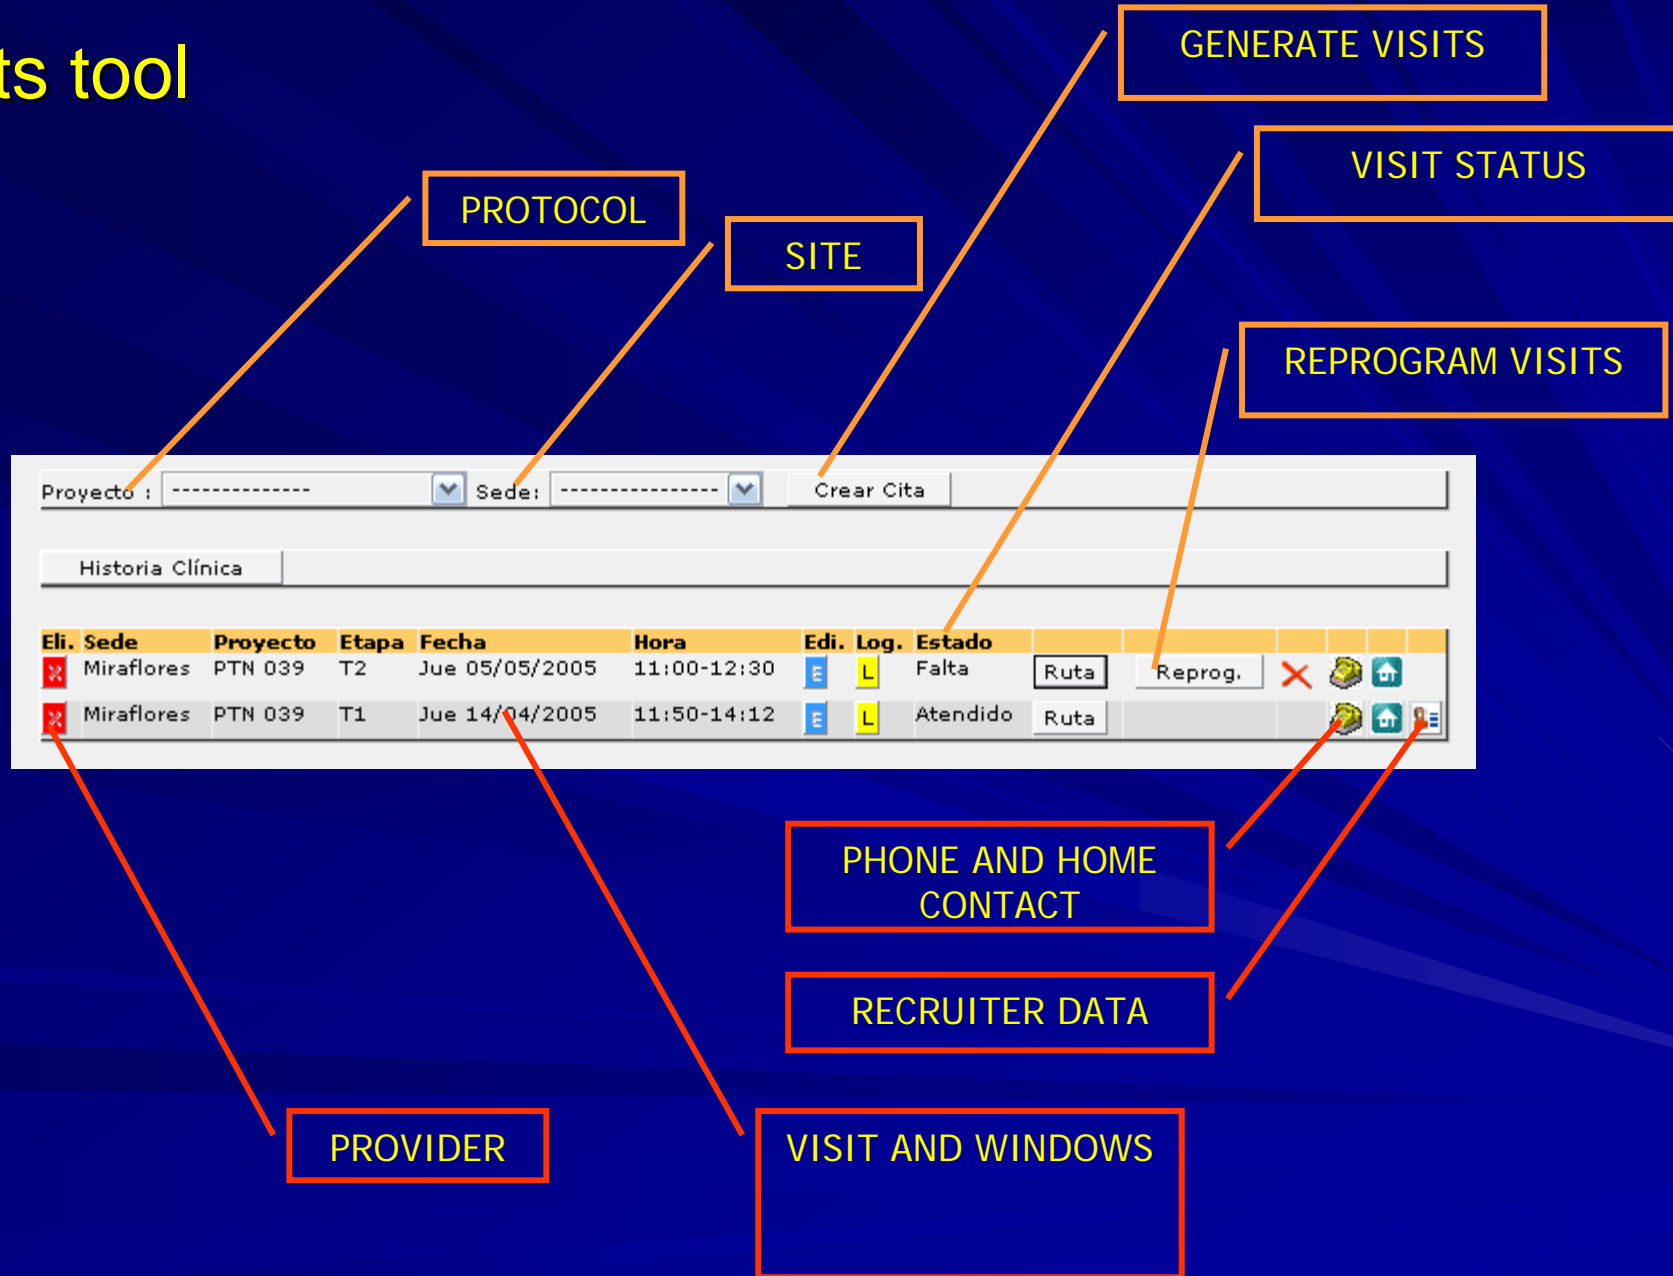 ts tool
GENERATE VISITS
VISIT STATUS
PROTOCOL
SITE
REPROGRAM VISITS
Proyecto : -------------- Sede: ---------------- Crear Cita
Historia Clínica
Eli. Sede Proyecto Etapa Fecha Hora Edi. Log. Estado
Miraflores PTN 039 T2 Jue 05/05/2005 11:00-12:30 E L Falta Ruta Reprog.
Miraflores PTN 039 T1 Jue 14/04/2005 11:50-14:12 E L Atendido Ruta
PHONE AND HOME
CONTACT
RECRUITER DATA
PROVIDER
VISIT AND WINDOWS